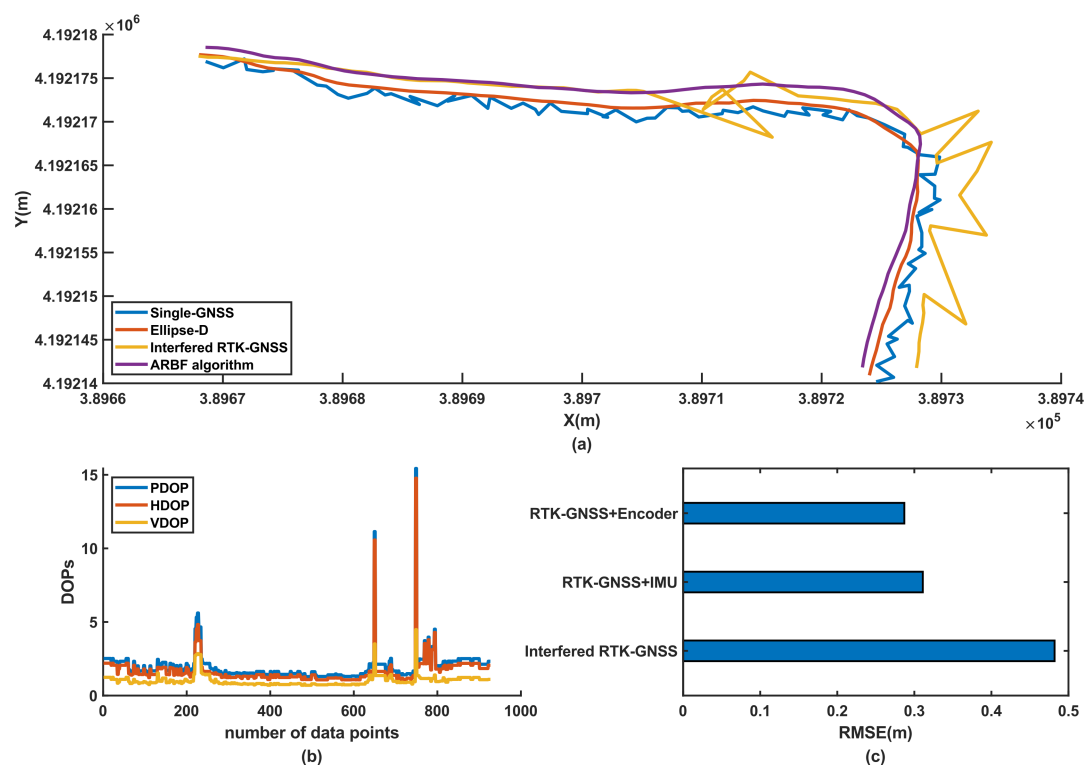 ×10⁶
4.19218
4.192175
4.19217
4.192165
4.19216
4.192155
4.19215
4.192145
4.19214
Y(m)
Single-GNSS
Ellipse-D
Interfered RTK-GNSS
ARBF algorithm
3.8966 3.8967 3.8968 3.8969 3.897 3.8971 3.8972 3.8973 3.8974
X(m)
×10⁵
(a)
15
10
5
0
DOPs
PDOP
HDOP
VDOP
0 200 400 600 800 1000
number of data points
(b)
RTK-GNSS+Encoder
RTK-GNSS+IMU
Interfered RTK-GNSS
0 0.1 0.2 0.3 0.4 0.5
RMSE(m)
(c)